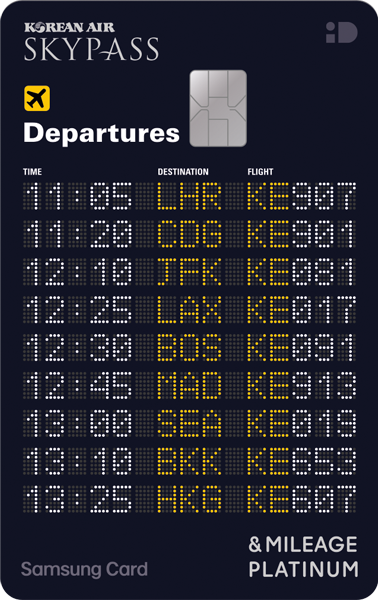 KOREAN AIR
SKYPASS
iD
Departures
TIME DESTINATION FLIGHT
11:05 LHR KE907
11:20 CDG KE901
12:10 JFK KE081
12:25 LAX KE017
12:30 BOS KE091
12:45 MAD KE913
13:00 SEA KE019
13:10 BKK KE653
13:25 HKG KE607
&MILEAGE
Samsung Card PLATINUM